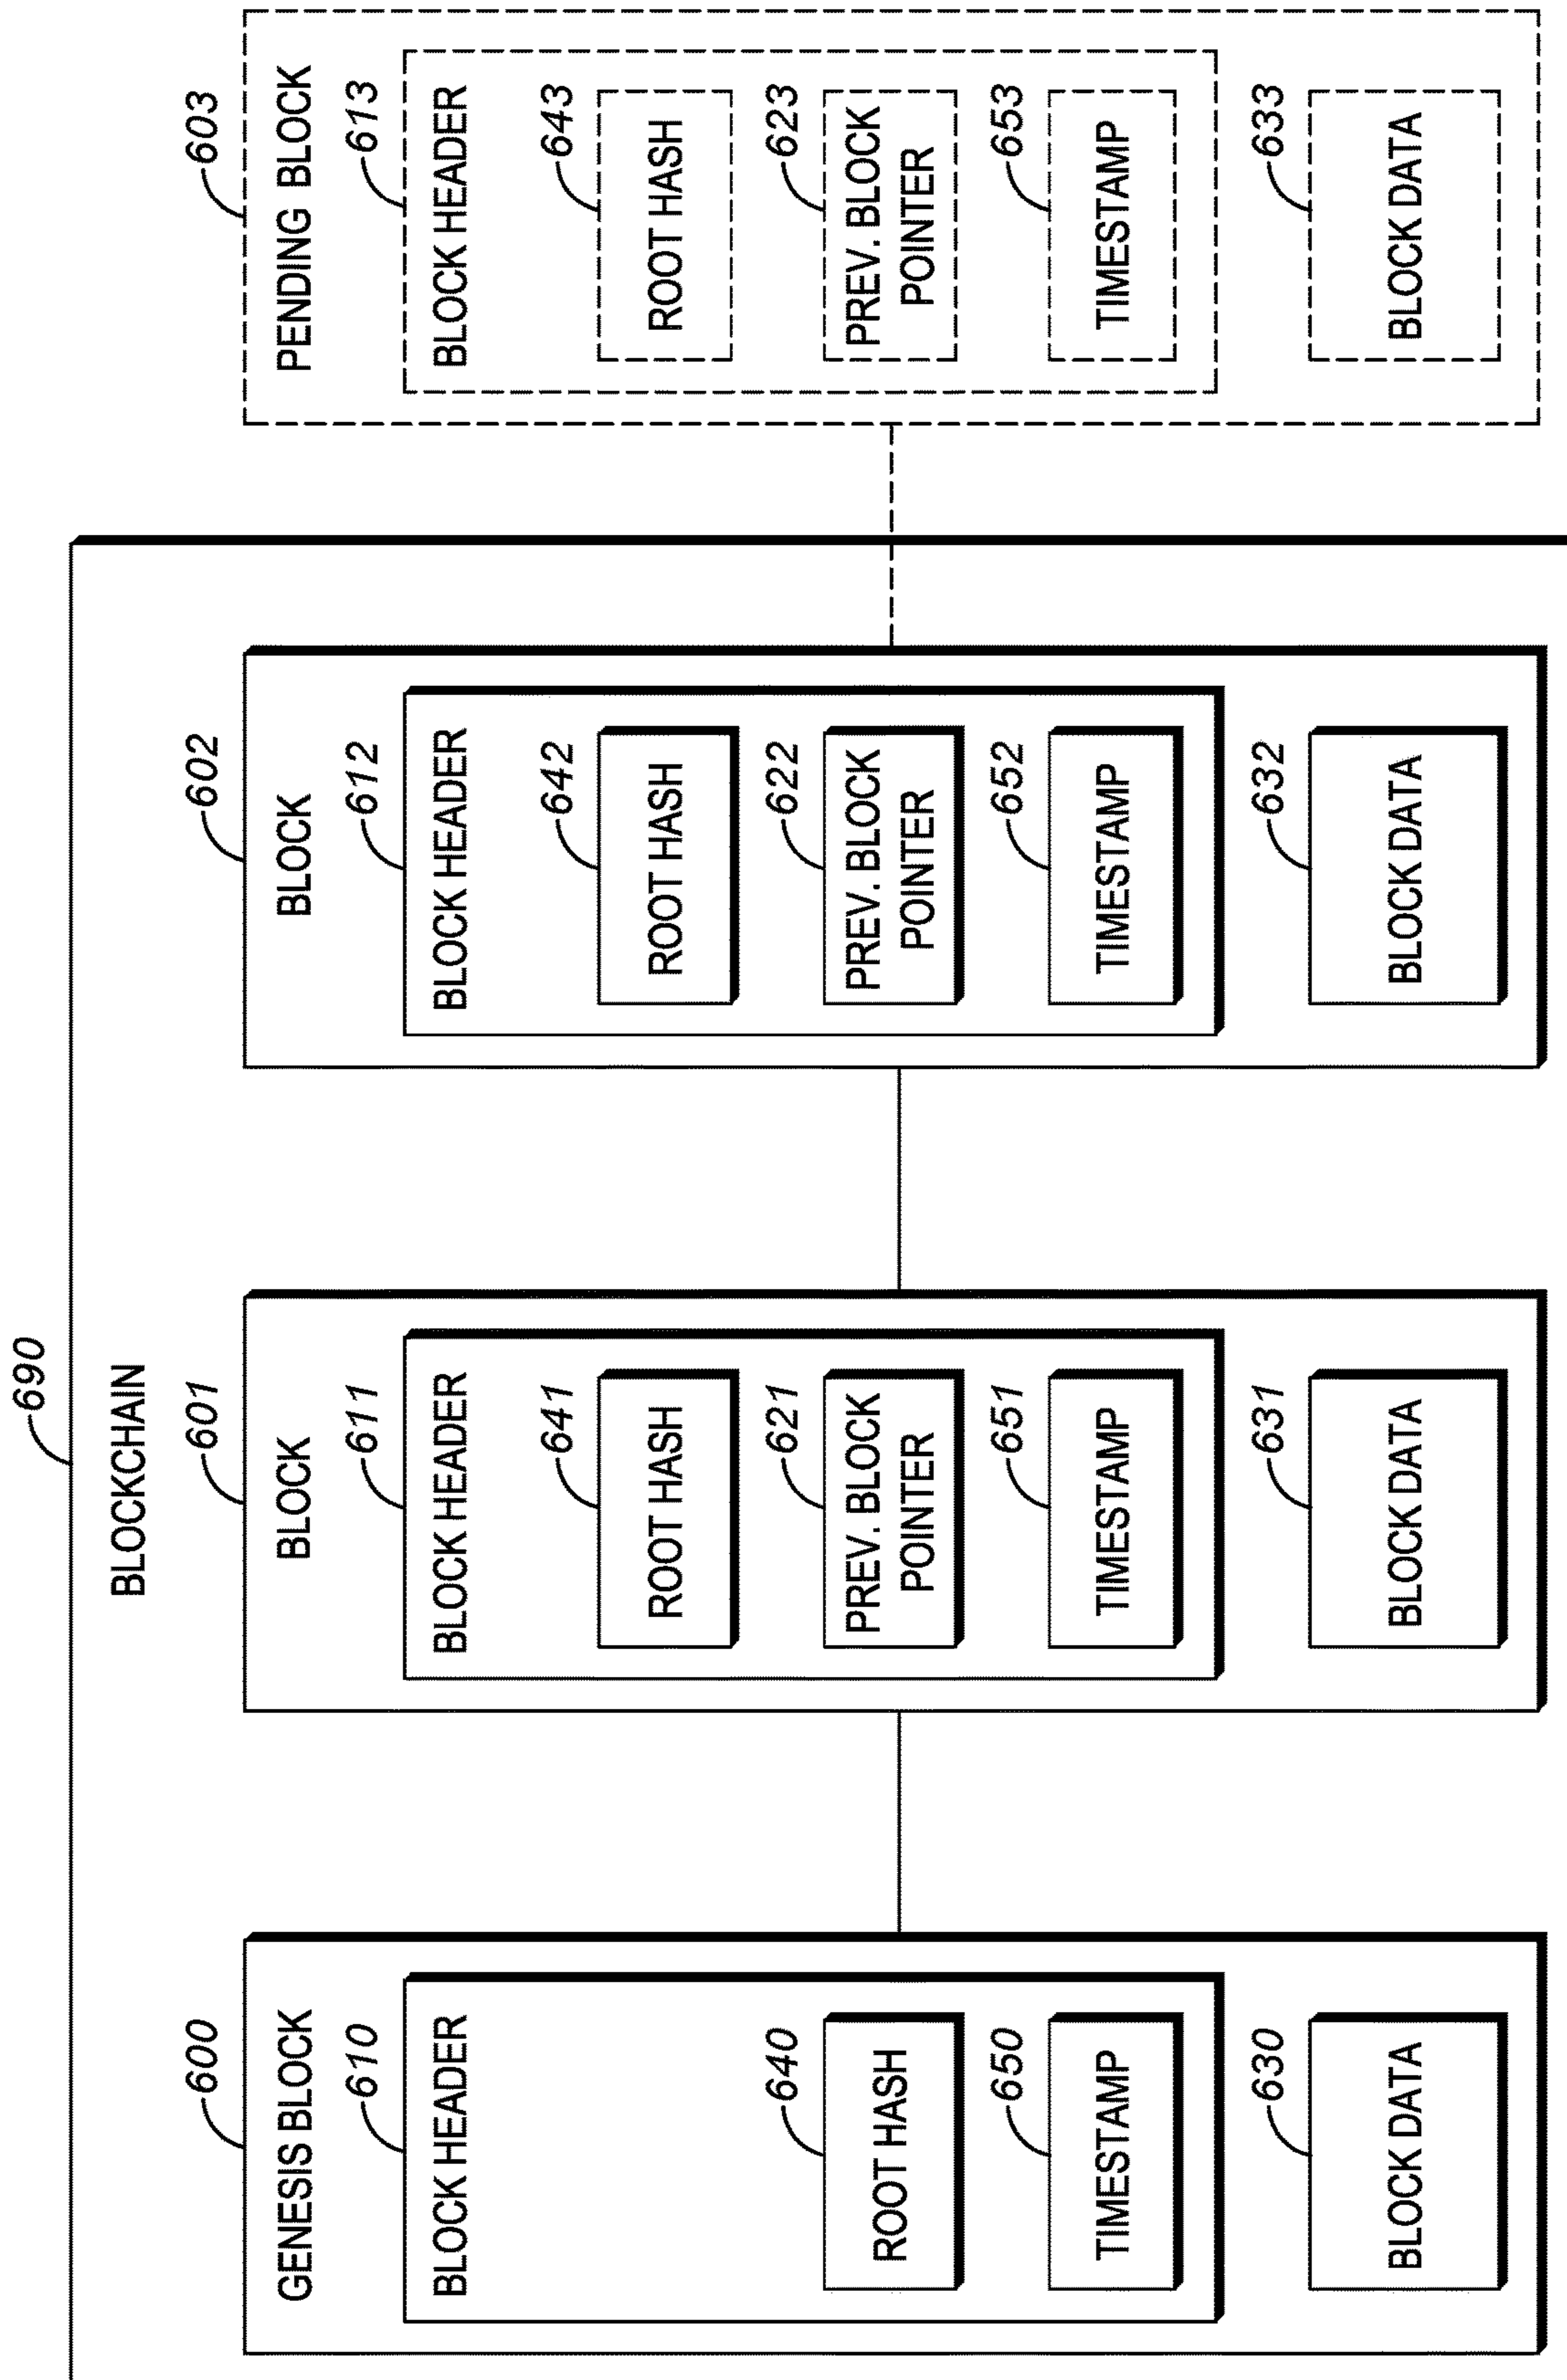 690
BLOCKCHAIN
600
GENESIS BLOCK
610
BLOCK HEADER
640
ROOT HASH
650
TIMESTAMP
630
BLOCK DATA
601
BLOCK
611
BLOCK HEADER
641
ROOT HASH
621
PREV. BLOCK
POINTER
651
TIMESTAMP
631
BLOCK DATA
602
BLOCK
612
BLOCK HEADER
642
ROOT HASH
622
PREV. BLOCK
POINTER
652
TIMESTAMP
632
BLOCK DATA
603
PENDING BLOCK
613
BLOCK HEADER
643
ROOT HASH
623
PREV. BLOCK
POINTER
653
TIMESTAMP
633
BLOCK DATA